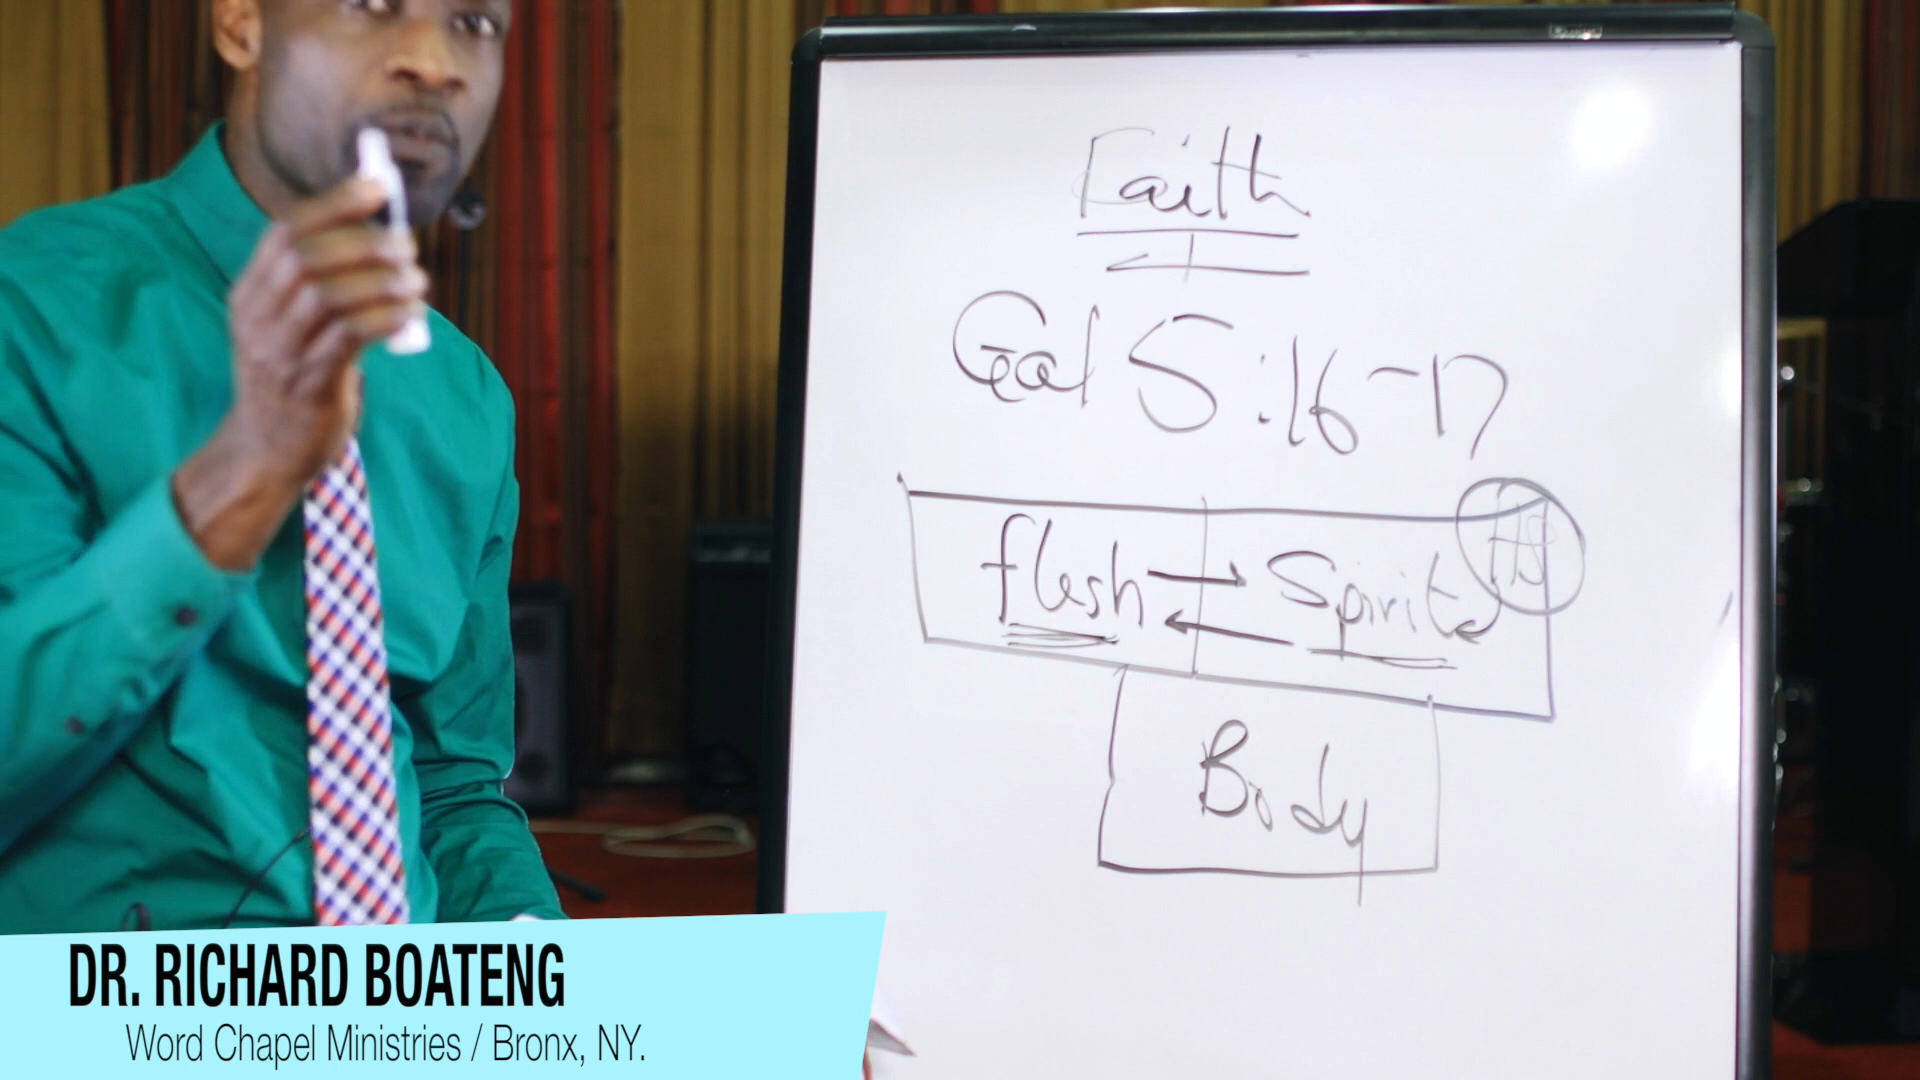 Faith
Gal 5:16-17
HS
flesh → Spirit
←
Body
DR. RICHARD BOATENG
Word Chapel Ministries / Bronx, NY.